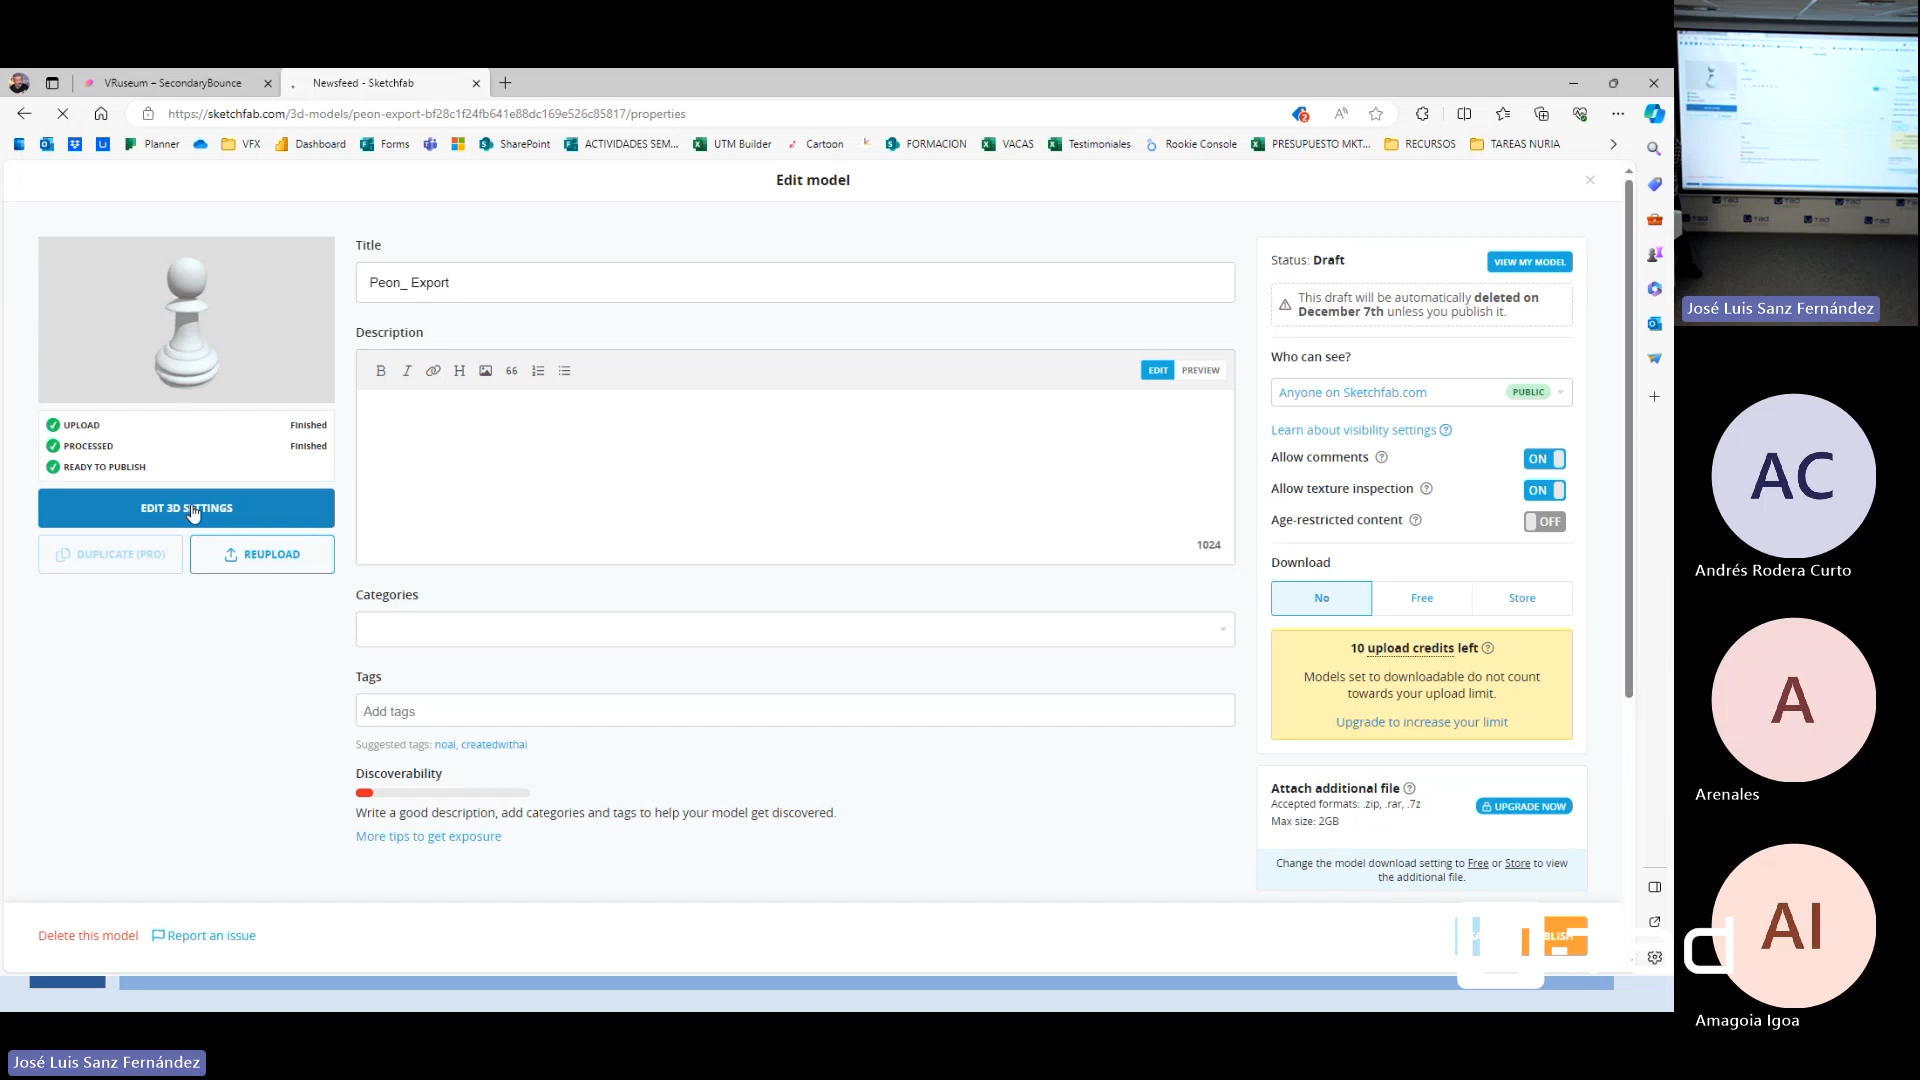 VRuseum – SecondaryBounce
Newsfeed - Sketchfab
https://sketchfab.com/3d-models/peon-export-bf28c1f24fb641e88dc169e526c85817/properties
Planner
VFX
Dashboard
Forms
SharePoint
ACTIVIDADES SEM...
UTM Builder
Cartoon
FORMACION
VACAS
Testimoniales
Rookie Console
PRESUPUESTO MKT...
RECURSOS
TAREAS NURIA
Edit model
UPLOAD Finished
PROCESSED Finished
READY TO PUBLISH
EDIT 3D SETTINGS
DUPLICATE (PRO)
REUPLOAD
Title
Peon_ Export
Description
B I H 66
EDIT PREVIEW
1024
Categories
Tags
Add tags
Suggested tags: noai, createdwithai
Discoverability
Write a good description, add categories and tags to help your model get discovered.
More tips to get exposure
Status: Draft
VIEW MY MODEL
This draft will be automatically deleted on
December 7th unless you publish it.
Who can see?
Anyone on Sketchfab.com PUBLIC
Learn about visibility settings
Allow comments ON
Allow texture inspection ON
Age-restricted content OFF
Download
No Free Store
10 upload credits left
Models set to downloadable do not count
towards your upload limit.
Upgrade to increase your limit
Attach additional file
Accepted formats: .zip, .rar, .7z
Max size: 2GB
UPGRADE NOW
Change the model download setting to Free or Store to view
the additional file.
Delete this model
Report an issue
José Luis Sanz Fernández
AC
Andrés Rodera Curto
A
Arenales
AI
Amagoia Igoa
José Luis Sanz Fernández